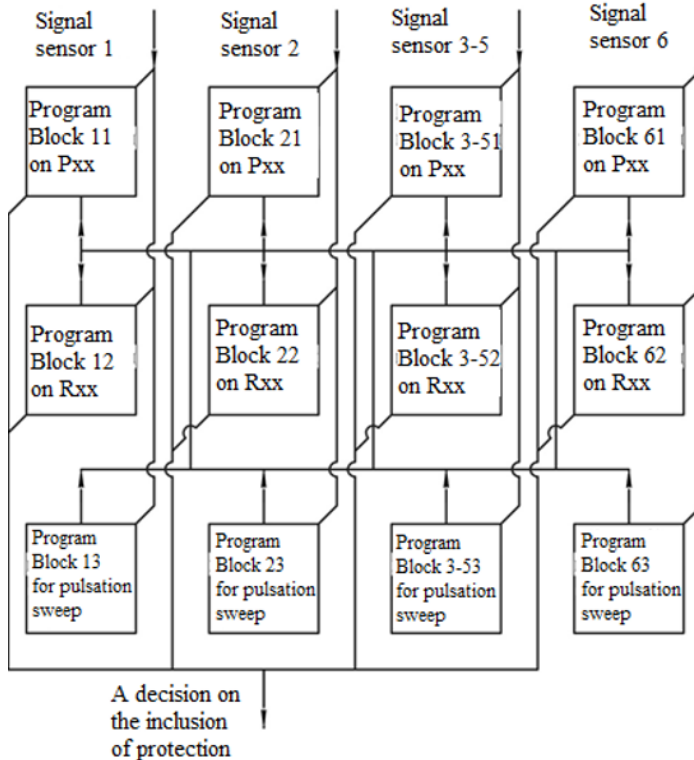 Signal
sensor 1
Signal
sensor 2
Signal
sensor 3-5
Signal
sensor 6
Program
Block 11
on Pxx
Program
Block 21
on Pxx
Program
Block 3-51
on Pxx
Program
Block 61
on Pxx
Program
Block 12
on Rxx
Program
Block 22
on Rxx
Program
Block 3-52
on Rxx
Program
Block 62
on Rxx
Program
Block 13
for pulsation
sweep
Program
Block 23
for pulsation
sweep
Program
Block 3-53
for pulsation
sweep
Program
Block 63
for pulsation
sweep
A decision on
the inclusion
of protection